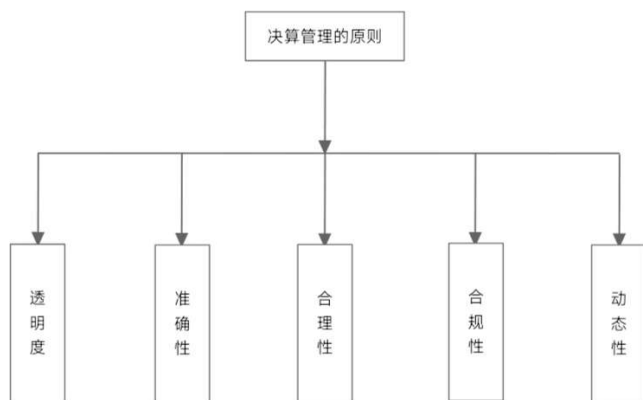 决算管理的原则
透明度
准确性
合理性
合规性
动态性